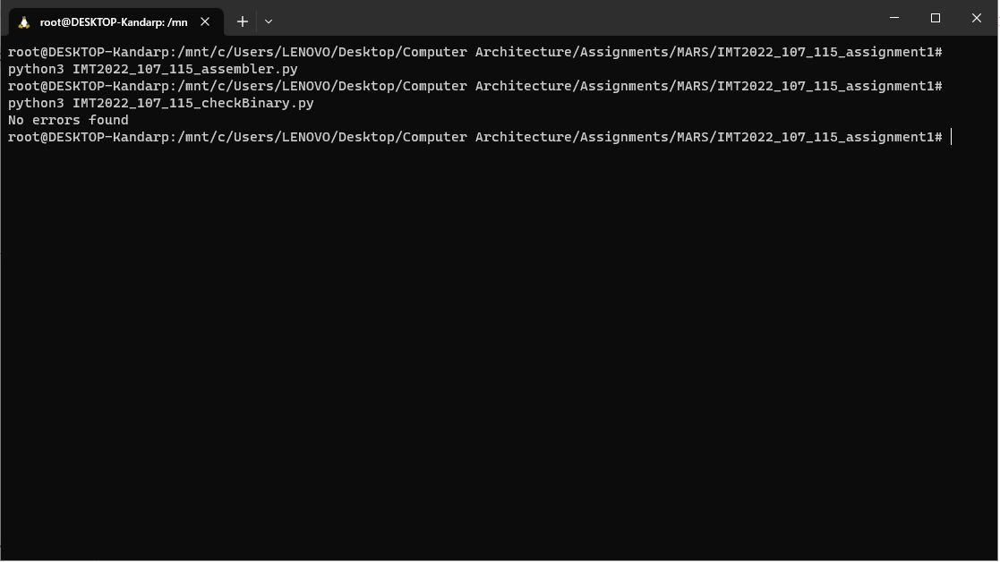 root@DESKTOP-Kandarp: /mn
root@DESKTOP-Kandarp:/mnt/c/Users/LENOVO/Desktop/Computer Architecture/Assignments/MARS/IMT2022_107_115_assignment1#
python3 IMT2022_107_115_assembler.py
root@DESKTOP-Kandarp:/mnt/c/Users/LENOVO/Desktop/Computer Architecture/Assignments/MARS/IMT2022_107_115_assignment1#
python3 IMT2022_107_115_checkBinary.py
No errors found
root@DESKTOP-Kandarp:/mnt/c/Users/LENOVO/Desktop/Computer Architecture/Assignments/MARS/IMT2022_107_115_assignment1#